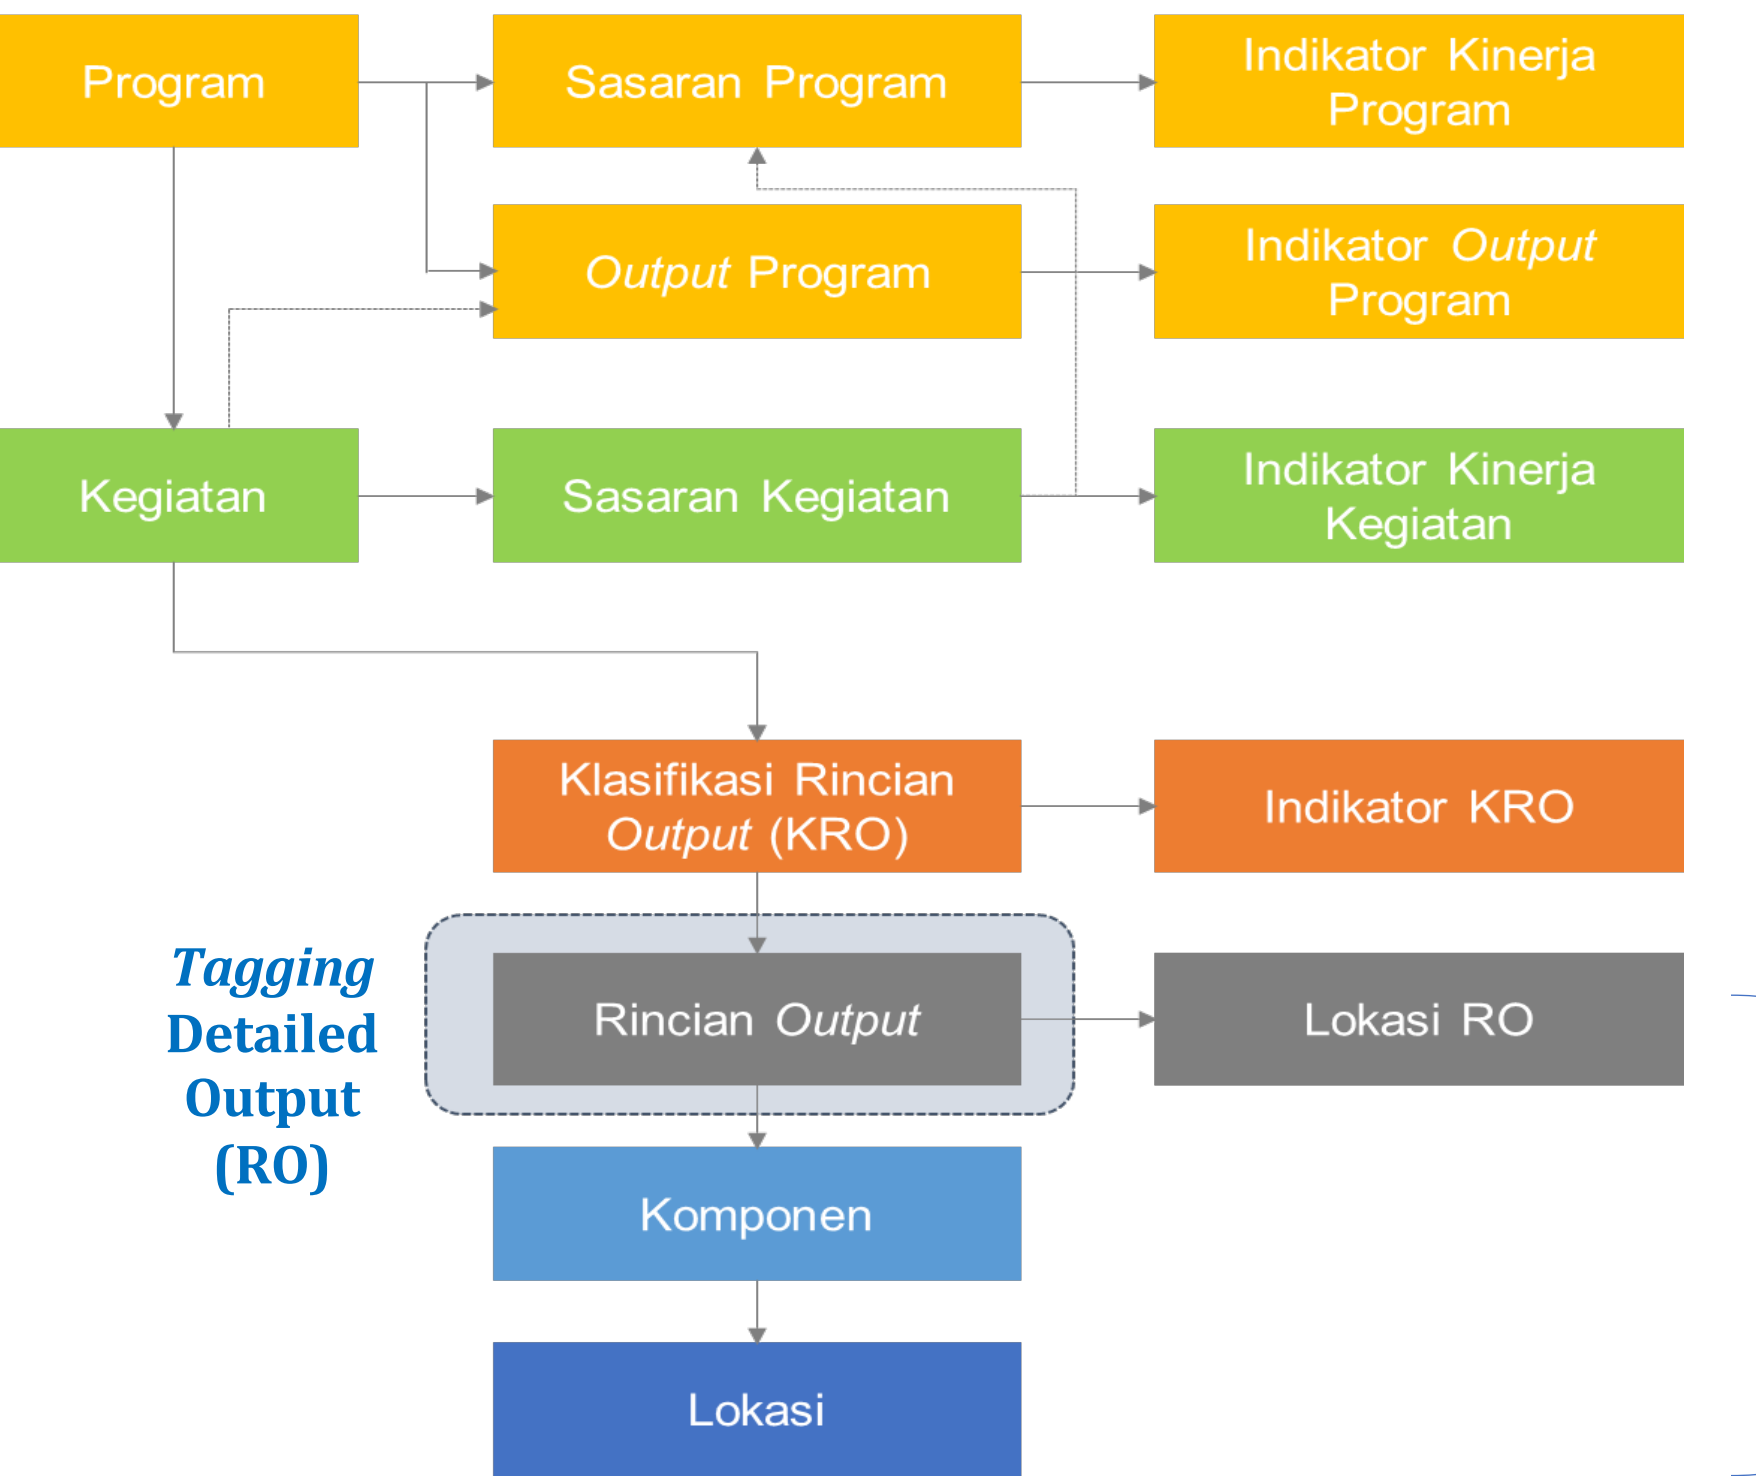 Program
Sasaran Program
Indikator Kinerja
Program
Output Program
Indikator Output
Program
Kegiatan
Sasaran Kegiatan
Indikator Kinerja
Kegiatan
Klasifikasi Rincian
Output (KRO)
Indikator KRO
Tagging
Detailed
Output
(RO)
Rincian Output
Lokasi RO
Komponen
Lokasi